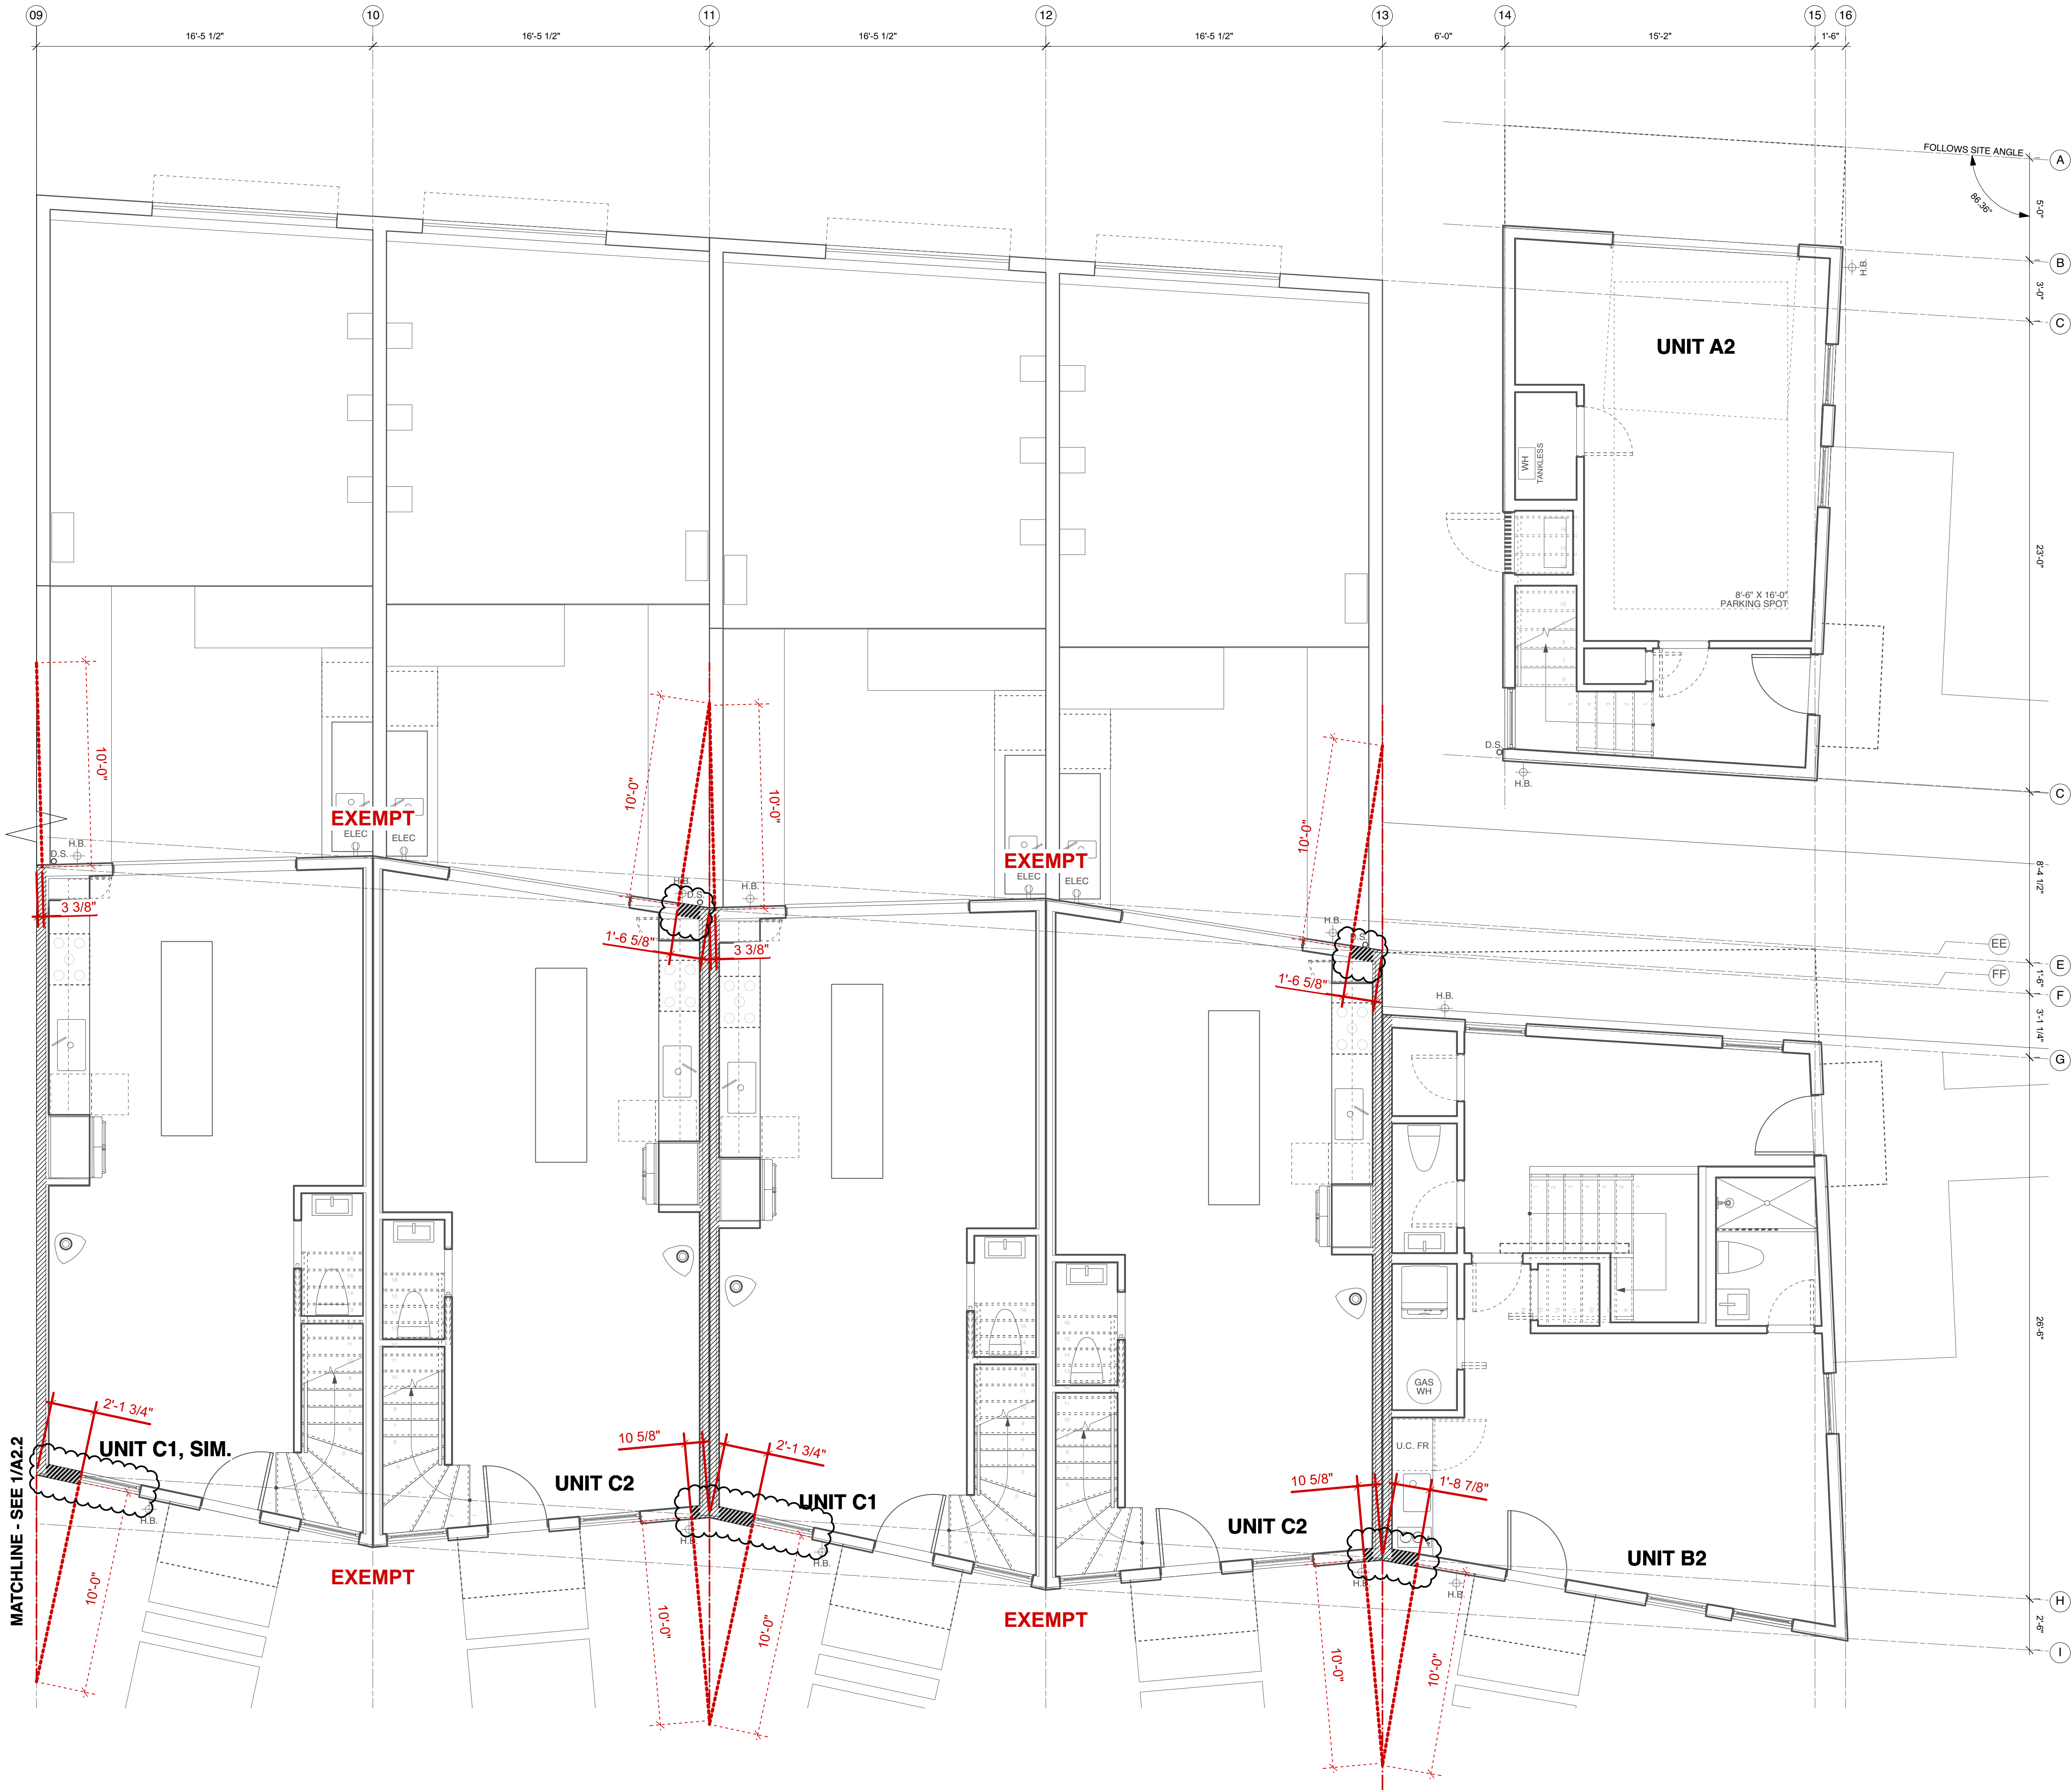 09
10
11
12
13
14
15
16
16'-5 1/2"
16'-5 1/2"
16'-5 1/2"
16'-5 1/2"
6'-0"
15'-2"
1'-6"
FOLLOWS SITE ANGLE
A
86.36°
5'-0"
B
H.B.
3'-0"
C
UNIT A2
WH
TANKLESS
23'-0"
8'-6" X 16'-0"
PARKING SPOT
D.S.
H.B.
C
10'-0"
10'-0"
10'-0"
10'-0"
EXEMPT
ELEC
ELEC
EXEMPT
ELEC
ELEC
H.B.
D.S.
H.B.
D.S.
H.B.
H.B.
D.S.
8'-4 1/2"
EE
E
1'-6"
FF
F
3'-1 1/4"
G
3 3/8"
1'-6 5/8"
3 3/8"
1'-6 5/8"
H.B.
GAS
WH
26'-6"
U.C. FR
2'-1 3/4"
10 5/8"
2'-1 3/4"
10 5/8"
1'-8 7/8"
MATCHLINE - SEE 1/A2.2
UNIT C1, SIM.
UNIT C2
UNIT C1
UNIT C2
UNIT B2
H.B.
H.B.
H.B.
H.B.
H.B.
EXEMPT
EXEMPT
10'-0"
10'-0"
10'-0"
10'-0"
10'-0"
H
2'-6"
I